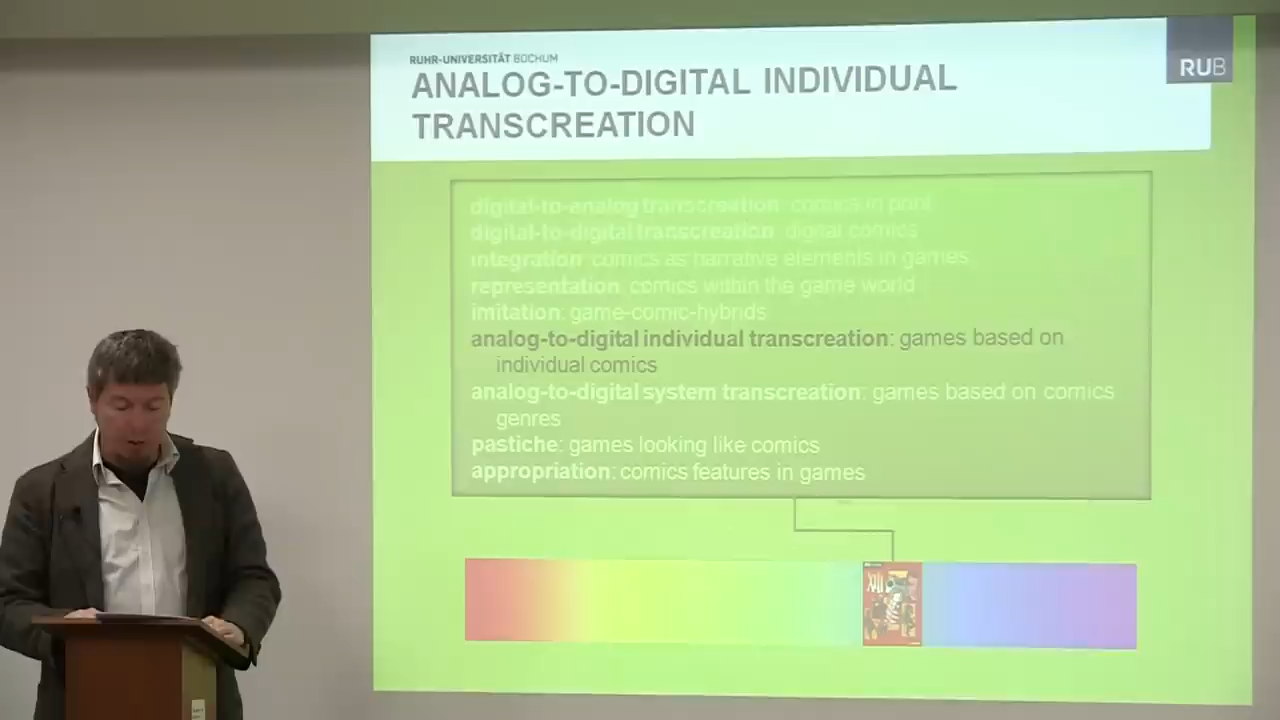 RUHR-UNIVERSITÄT BOCHUM
RUB
ANALOG-TO-DIGITAL INDIVIDUAL
TRANSCREATION
digital-to-analog transcreation: comics in print
digital-to-digital transcreation: digital comics
integration: comics as narrative elements in games
representation: comics within the game world
imitation: game-comic-hybrids
analog-to-digital individual transcreation: games based on
individual comics
analog-to-digital system transcreation: games based on comics
genres
pastiche: games looking like comics
appropriation: comics features in games
XIII